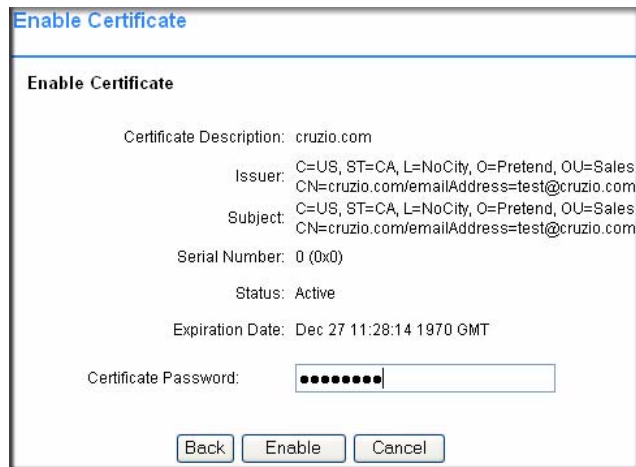 Enable Certificate
Enable Certificate
Certificate Description: cruzio.com
Issuer: C=US, ST=CA, L=NoCity, O=Pretend, OU=Sales
CN=cruzio.com/emailAddress=test@cruzio.com
Subject: C=US, ST=CA, L=NoCity, O=Pretend, OU=Sales
CN=cruzio.com/emailAddress=test@cruzio.com
Serial Number: 0 (0x0)
Status: Active
Expiration Date: Dec 27 11:28:14 1970 GMT
Certificate Password: ●●●●●●●●
Back Enable Cancel